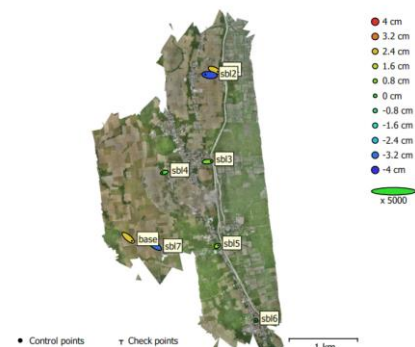 4 cm
3.2 cm
2.4 cm
1.6 cm
0.8 cm
0 cm
-0.8 cm
-1.6 cm
-2.4 cm
-3.2 cm
-4 cm
x 5000
sbl2
sbl3
sbl4
base
sbl7
sbl5
sbl6
Control points
Check points
1 km